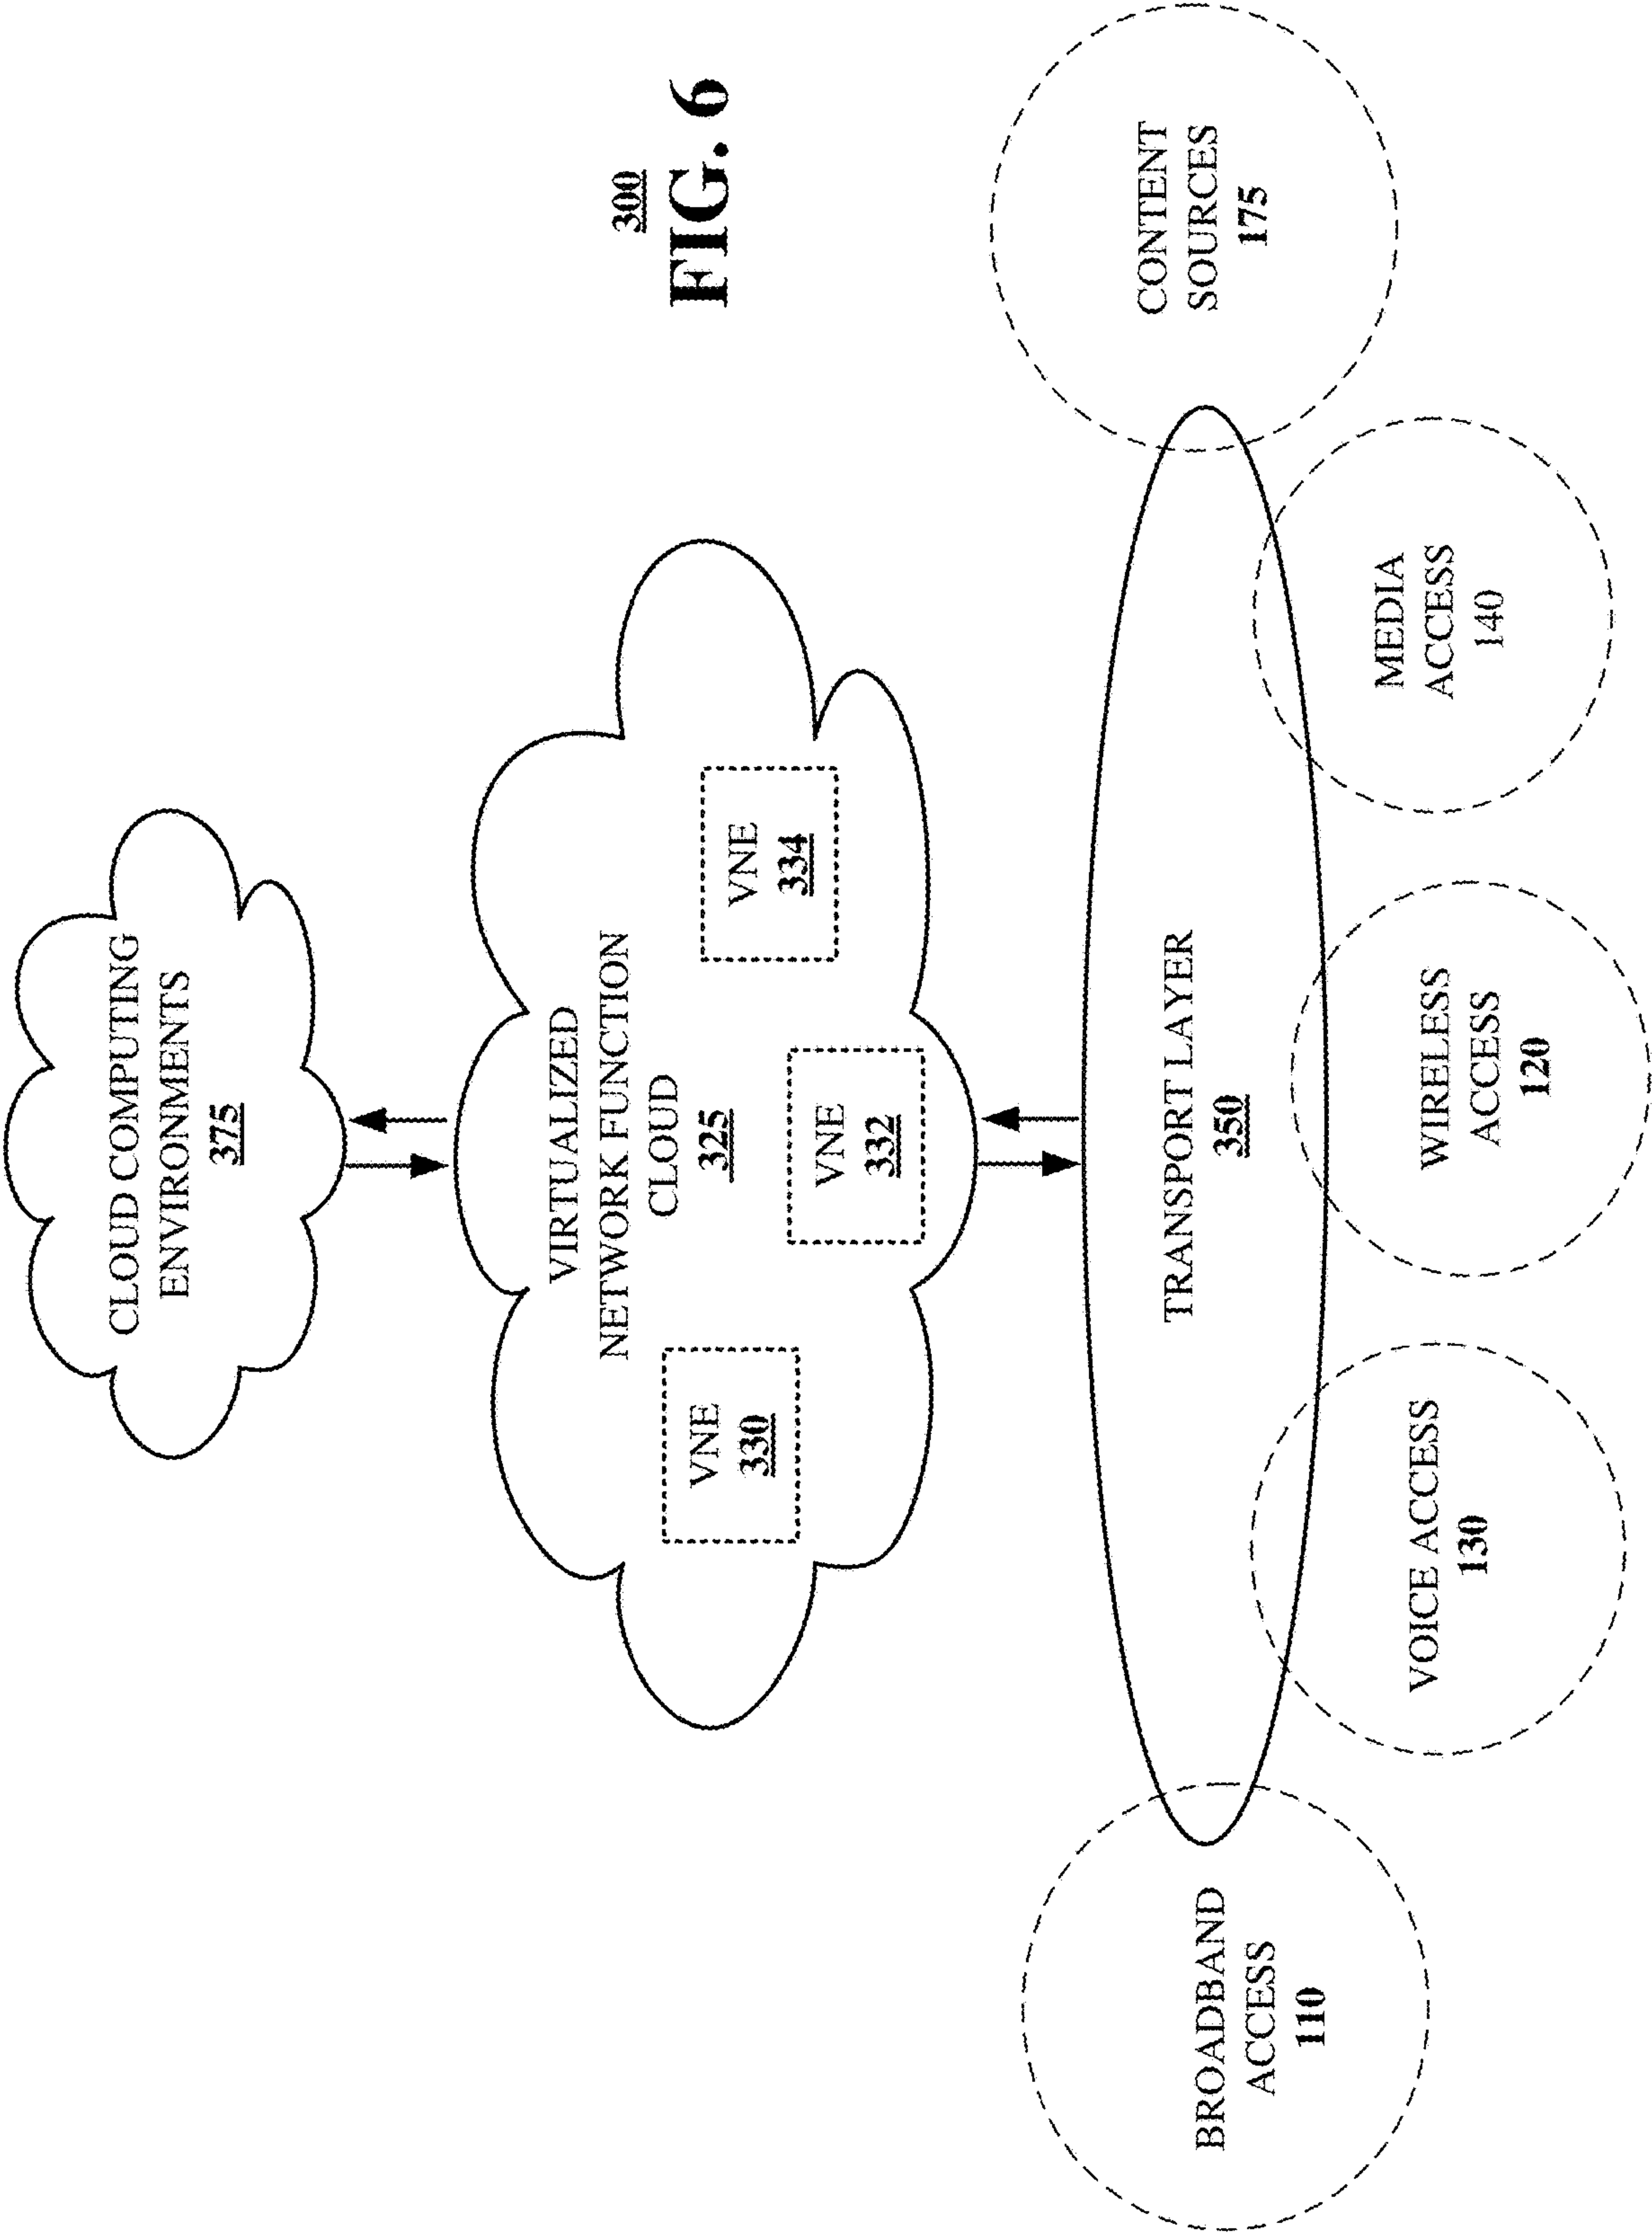 CLOUD COMPUTING
ENVIRONMENTS
375
VIRTUALIZED
NETWORK FUNCTION
CLOUD
325
VNE
330
VNE
332
VNE
334
300
FIG. 6
TRANSPORT LAYER
350
BROADBAND
ACCESS
110
VOICE ACCESS
130
WIRELESS
ACCESS
120
MEDIA
ACCESS
140
CONTENT
SOURCES
175